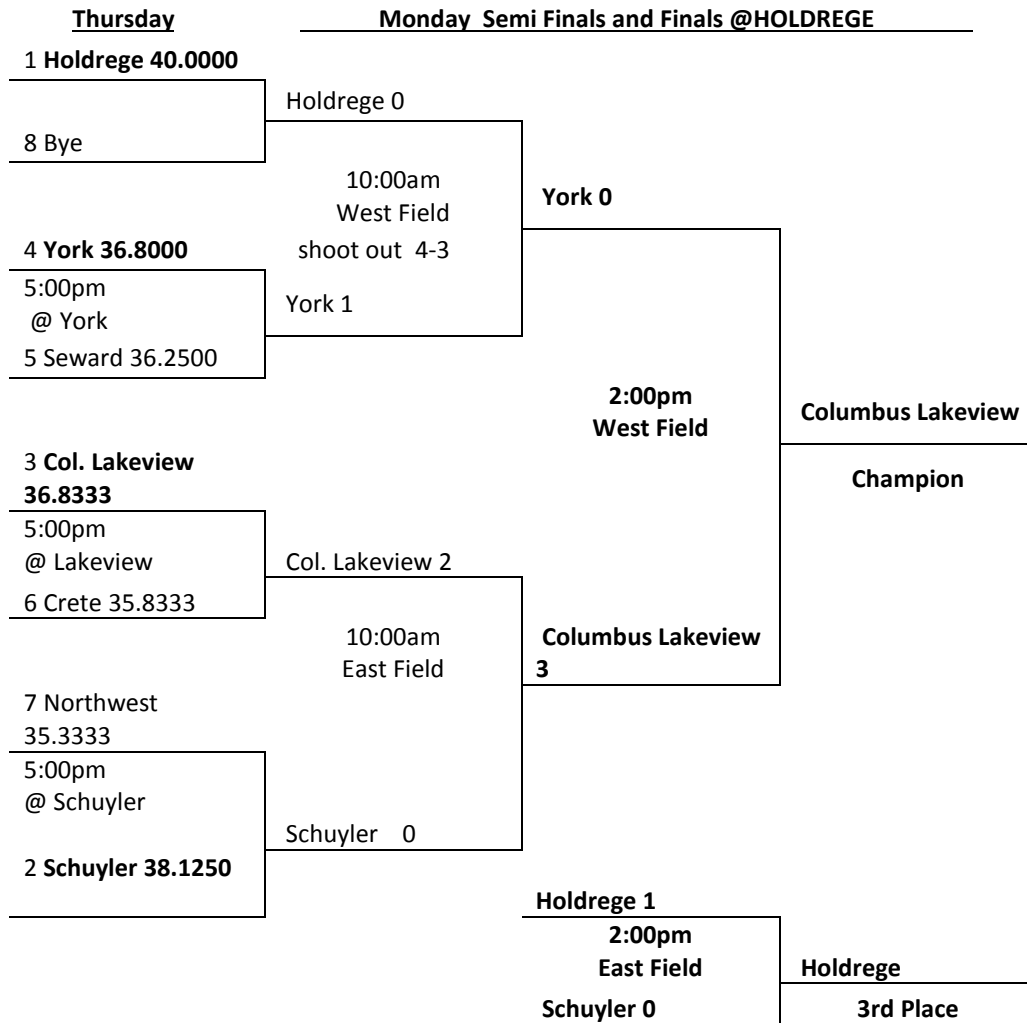 Thursday
Monday Semi Finals and Finals @HOLDREGE
1 Holdrege 40.0000
Holdrege 0
8 Bye
10:00am
West Field
York 0
4 York 36.8000
shoot out 4-3
5:00pm
@ York
York 1
5 Seward 36.2500
2:00pm
West Field
Columbus Lakeview
Champion
3 Col. Lakeview
36.8333
5:00pm
@ Lakeview
Col. Lakeview 2
6 Crete 35.8333
10:00am
East Field
Columbus Lakeview
3
7 Northwest
35.3333
5:00pm
@ Schuyler
Schuyler 0
2 Schuyler 38.1250
Holdrege 1
2:00pm
East Field
Holdrege
Schuyler 0
3rd Place